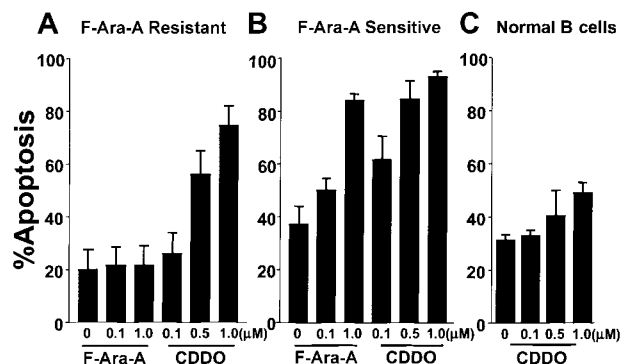 A F-Ara-A Resistant B F-Ara-A Sensitive C Normal B cells
%Apoptosis
100 100 100
80 80 80
60 60 60
40 40 40
20 20 20
0 0 0
0 0.1 1.0 0.1 0.5 1.0(μM) 0 0.1 1.0 0.1 0.5 1.0(μM) 0 0.1 0.5 1.0(μM)
F-Ara-A CDDO F-Ara-A CDDO CDDO